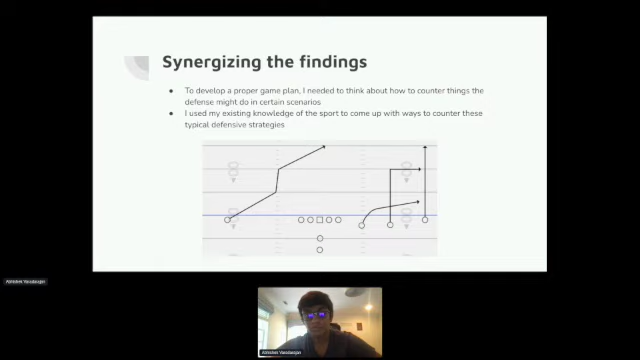 Synergizing the findings
● To develop a proper game plan, I needed to think about how to counter things the
defense might do in certain scenarios
● I used my existing knowledge of the sport to come up with ways to counter these
typical defensive strategies